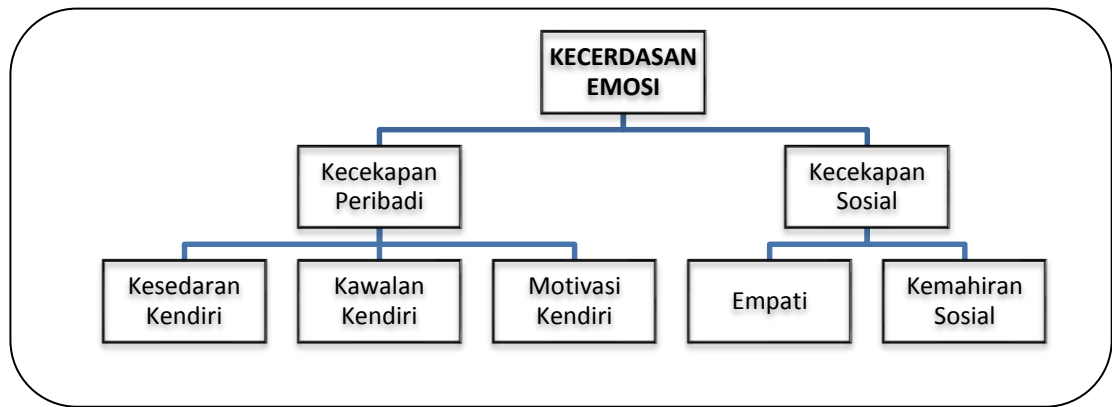 KECERDASAN
EMOSI
Kecekapan
Peribadi
Kecekapan
Sosial
Kesedaran
Kendiri
Kawalan
Kendiri
Motivasi
Kendiri
Empati
Kemahiran
Sosial